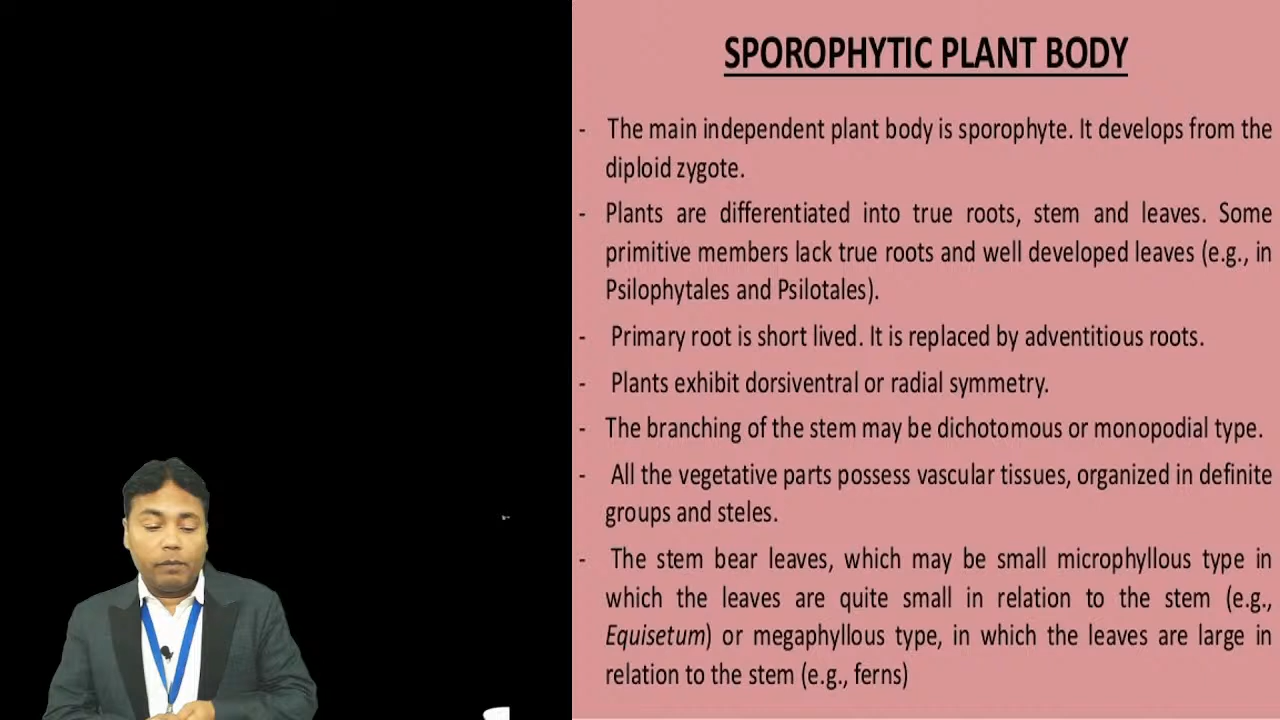 SPOROPHYTIC PLANT BODY
- The main independent plant body is sporophyte. It develops from the
diploid zygote.
- Plants are differentiated into true roots, stem and leaves. Some
primitive members lack true roots and well developed leaves (e.g., in
Psilophytales and Psilotales).
- Primary root is short lived. It is replaced by adventitious roots.
- Plants exhibit dorsiventral or radial symmetry.
- The branching of the stem may be dichotomous or monopodial type.
- All the vegetative parts possess vascular tissues, organized in definite
groups and steles.
- The stem bear leaves, which may be small microphyllous type in
which the leaves are quite small in relation to the stem (e.g.,
Equisetum) or megaphyllous type, in which the leaves are large in
relation to the stem (e.g., ferns)